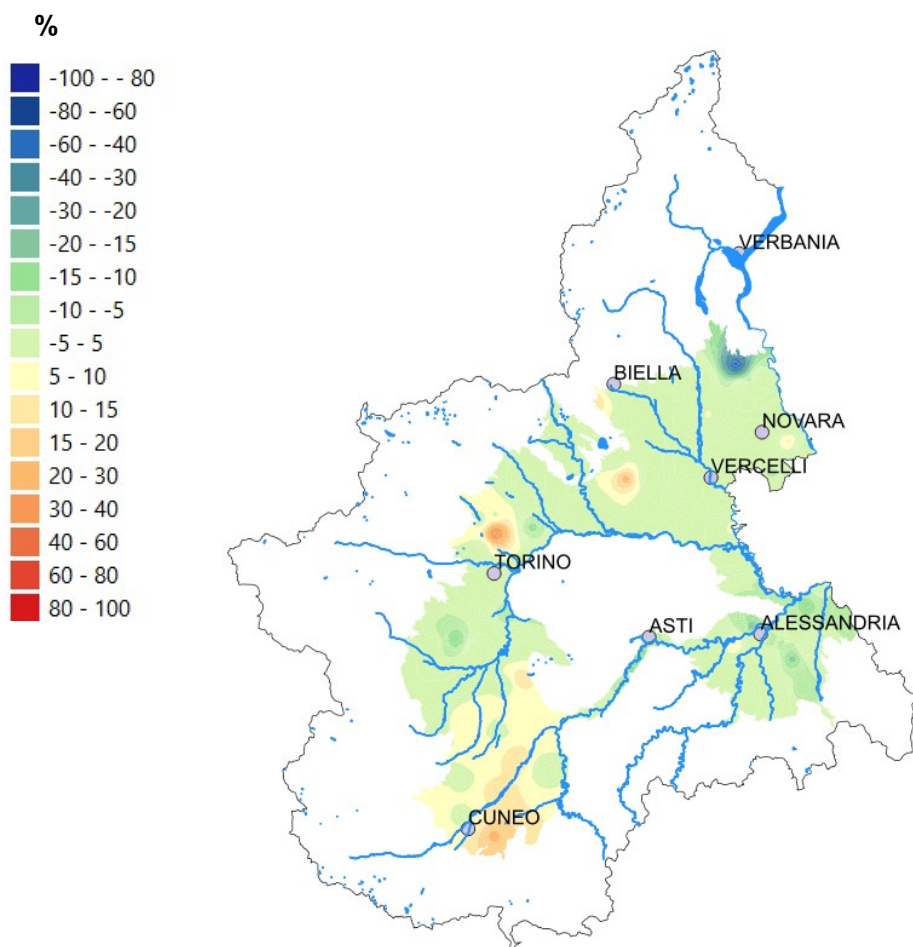 %
-100 - - 80
-80 - -60
-60 - -40
-40 - -30
-30 - -20
-20 - -15
-15 - -10
-10 - -5
-5 - 5
5 - 10
10 - 15
15 - 20
20 - 30
30 - 40
40 - 60
60 - 80
80 - 100
VERBANIA
BIELLA
NOVARA
VERCELLI
TORINO
ASTI
ALESSANDRIA
CUNEO